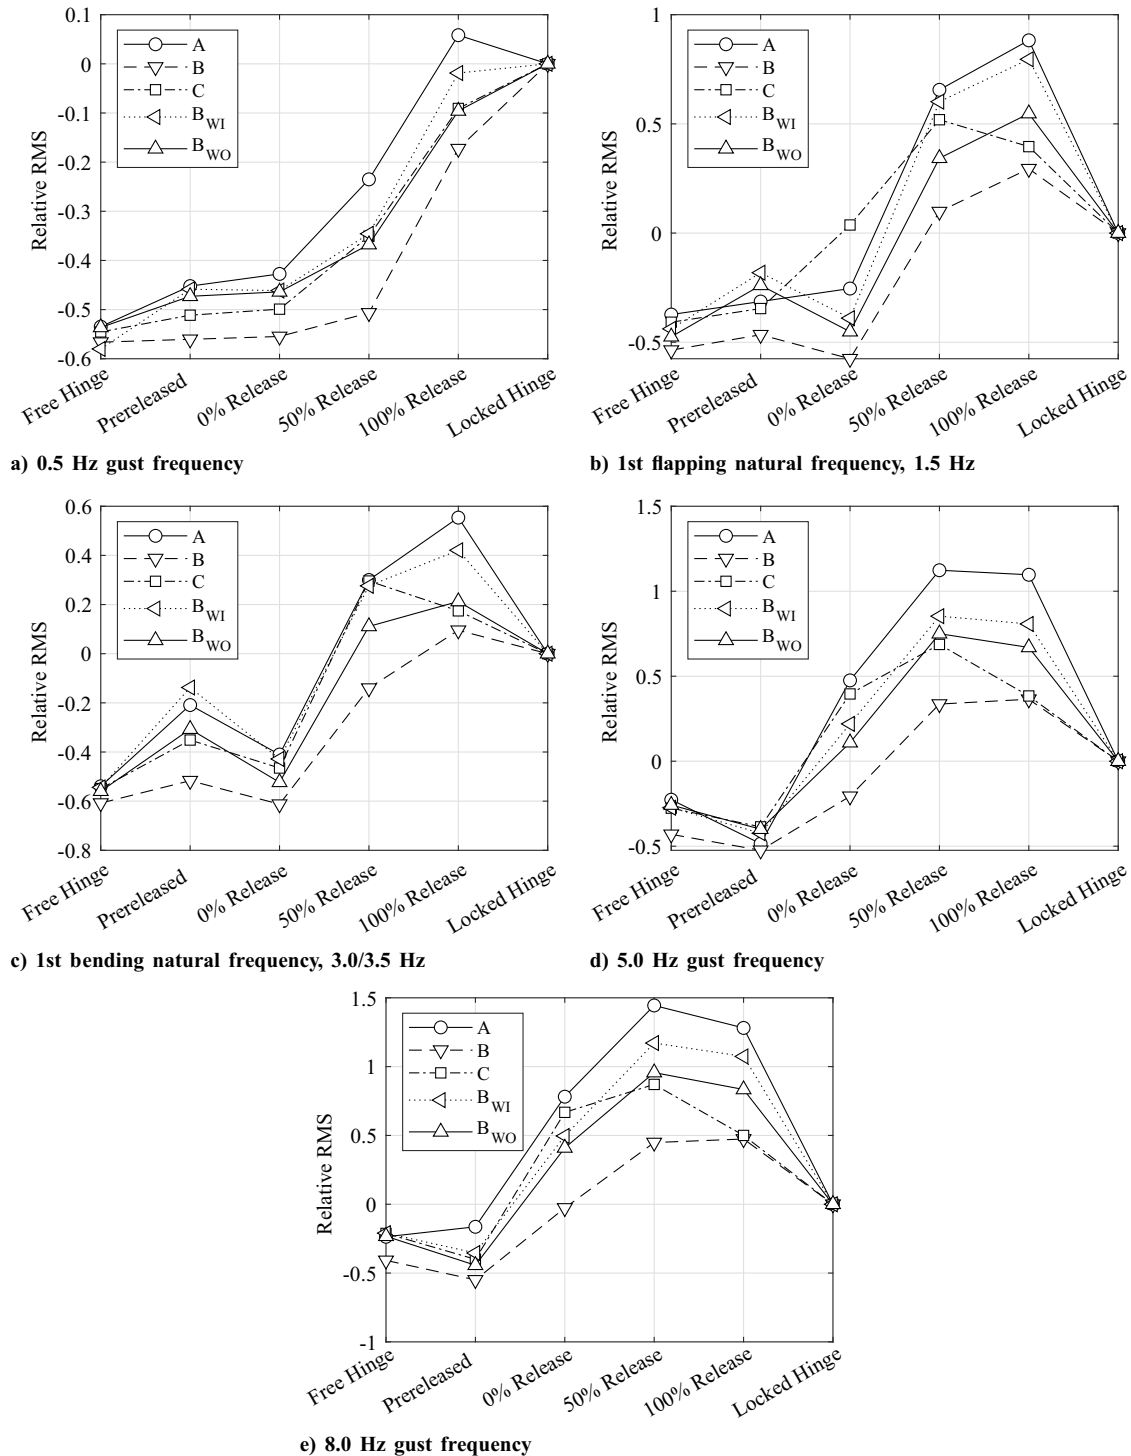 0.1
0
-0.1
-0.2
-0.3
-0.4
-0.5
-0.6
Relative RMS
A
B
C
B_WI
B_WO
Free Hinge
Prereleased
0% Release
50% Release
100% Release
Locked Hinge
a) 0.5 Hz gust frequency
1
0.5
0
-0.5
Relative RMS
A
B
C
B_WI
B_WO
Free Hinge
Prereleased
0% Release
50% Release
100% Release
Locked Hinge
b) 1st flapping natural frequency, 1.5 Hz
0.6
0.4
0.2
0
-0.2
-0.4
-0.6
-0.8
Relative RMS
A
B
C
B_WI
B_WO
Free Hinge
Prereleased
0% Release
50% Release
100% Release
Locked Hinge
c) 1st bending natural frequency, 3.0/3.5 Hz
1.5
1
0.5
0
-0.5
Relative RMS
A
B
C
B_WI
B_WO
Free Hinge
Prereleased
0% Release
50% Release
100% Release
Locked Hinge
d) 5.0 Hz gust frequency
1.5
1
0.5
0
-0.5
-1
Relative RMS
A
B
C
B_WI
B_WO
Free Hinge
Prereleased
0% Release
50% Release
100% Release
Locked Hinge
e) 8.0 Hz gust frequency